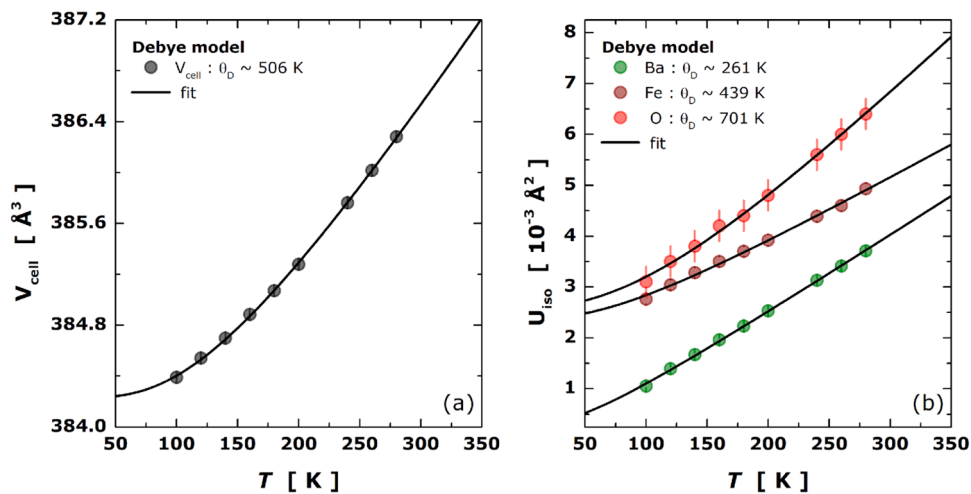 387.2
386.4
385.6
384.8
384.0
V_cell [ Å³ ]
Debye model
V_cell : θ_D ~ 506 K
fit
(a)
50 100 150 200 250 300 350
T [ K ]
8
7
6
5
4
3
2
1
U_iso [ 10⁻³ Å² ]
Debye model
Ba : θ_D ~ 261 K
Fe : θ_D ~ 439 K
O : θ_D ~ 701 K
fit
(b)
50 100 150 200 250 300 350
T [ K ]